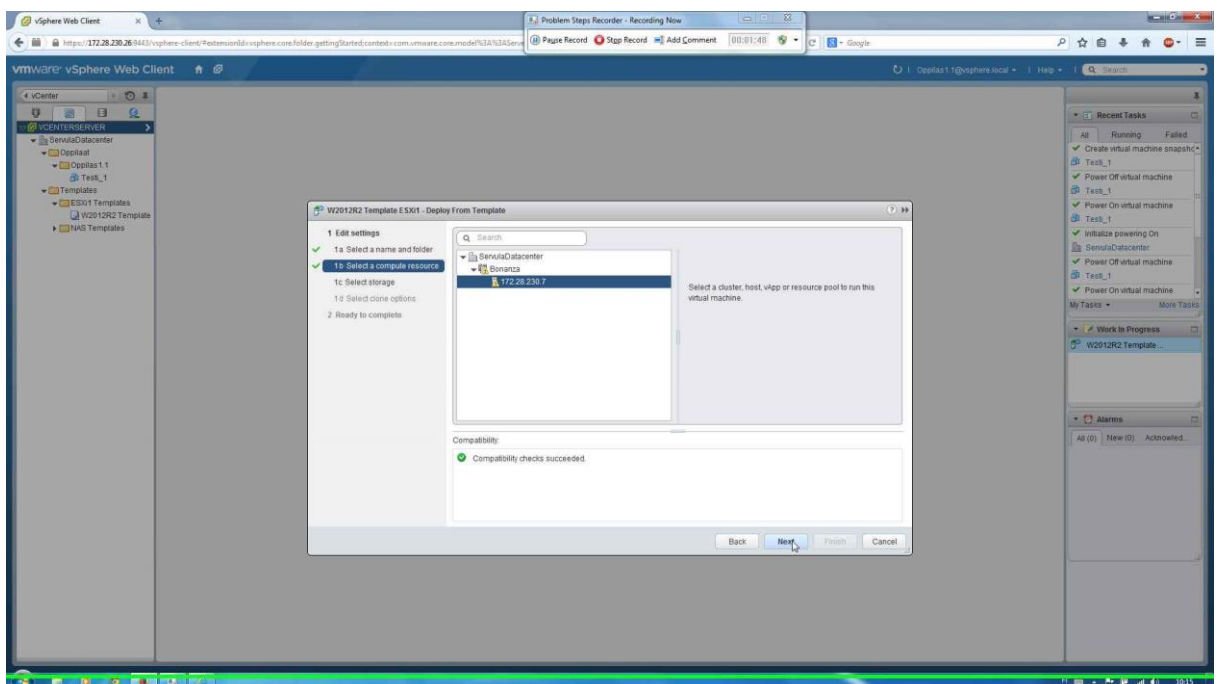 vSphere Web Client
Problem Steps Recorder - Recording Now
Pause Record Stop Record Add Comment 00:01:40
Google
vmware vSphere Web Client
Help
Search
vCenter
VCENTERSERVER
ServulaDatacenter
Oppilaat
Oppilas1.1
Testi_1
Templates
ESXi1 Templates
W2012R2 Template
NAS Templates
W2012R2 Template ESXi1 - Deploy From Template
1 Edit settings
1a Select a name and folder
1b Select a compute resource
1c Select storage
1d Select clone options
2 Ready to complete
Search
ServulaDatacenter
Bonanza
172.28.230.7
Select a cluster, host, vApp or resource pool to run this
virtual machine.
Compatibility:
Compatibility checks succeeded.
Back Next Finish Cancel
Recent Tasks
All Running Failed
Create virtual machine snapshot
Testi_1
Power Off virtual machine
Testi_1
Power On virtual machine
Testi_1
Initialize powering On
ServulaDatacenter
Power Off virtual machine
Testi_1
Power On virtual machine
My Tasks More Tasks
Work In Progress
W2012R2 Template ...
Alarms
All (0) New (0) Acknowled...
10:15